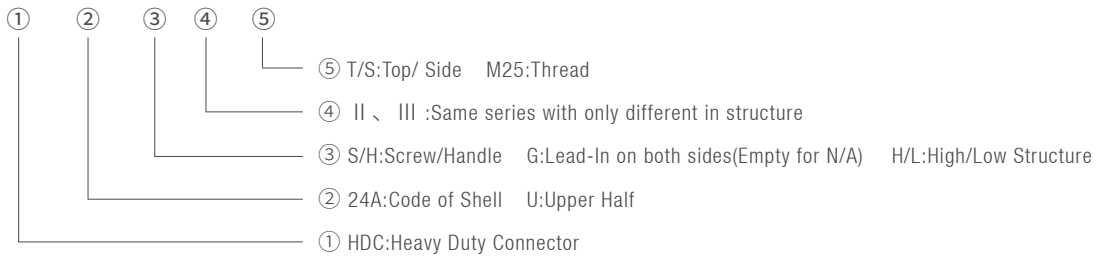 ① ② ③ ④ ⑤
⑤ T/S:Top/ Side M25:Thread
④ Ⅱ、Ⅲ :Same series with only different in structure
③ S/H:Screw/Handle G:Lead-In on both sides(Empty for N/A) H/L:High/Low Structure
② 24A:Code of Shell U:Upper Half
① HDC:Heavy Duty Connector